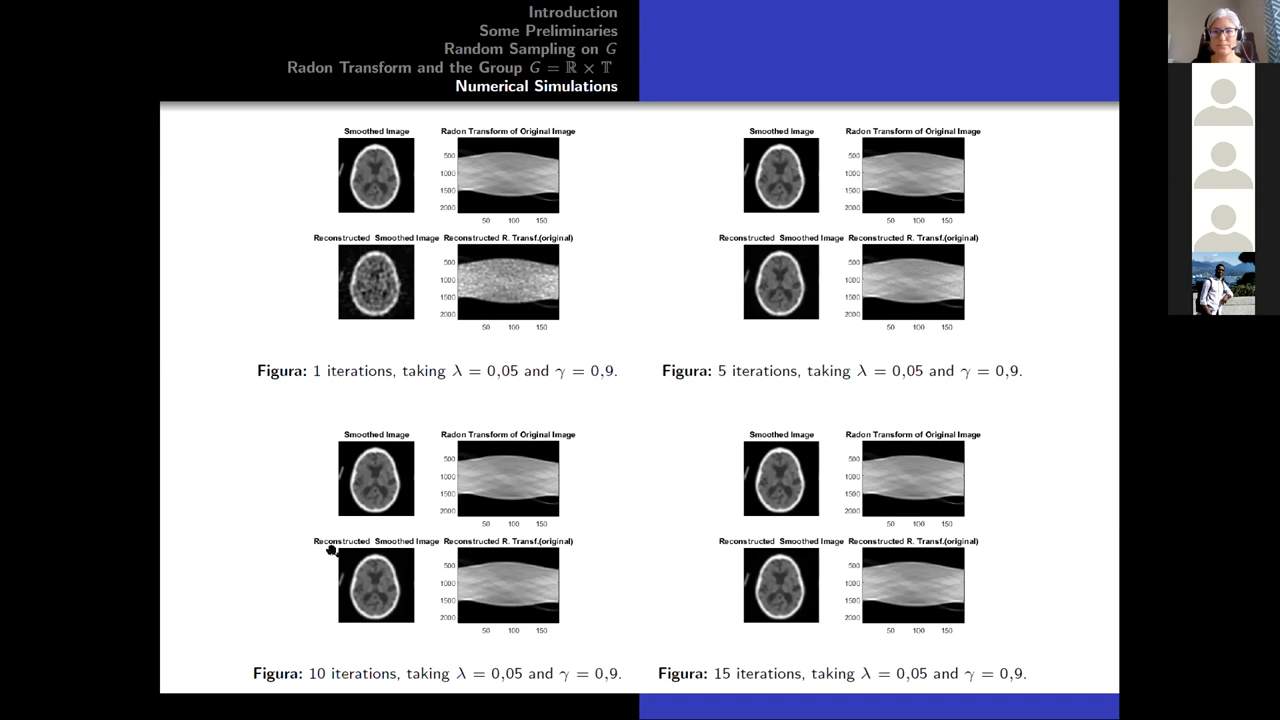 Introduction
Some Preliminaries
Random Sampling on G
Radon Transform and the Group G = ℝ × 𝕋
Numerical Simulations
Smoothed Image
Radon Transform of Original Image
500
1000
1500
2000
50 100 150
Reconstructed Smoothed Image
Reconstructed R. Transf.(original)
500
1000
1500
2000
50 100 150
Figura: 1 iterations, taking λ = 0,05 and γ = 0,9.
Smoothed Image
Radon Transform of Original Image
500
1000
1500
2000
50 100 150
Reconstructed Smoothed Image
Reconstructed R. Transf.(original)
500
1000
1500
2000
50 100 150
Figura: 5 iterations, taking λ = 0,05 and γ = 0,9.
Smoothed Image
Radon Transform of Original Image
500
1000
1500
2000
50 100 150
Reconstructed Smoothed Image
Reconstructed R. Transf.(original)
500
1000
1500
2000
50 100 150
Figura: 10 iterations, taking λ = 0,05 and γ = 0,9.
Smoothed Image
Radon Transform of Original Image
500
1000
1500
2000
50 100 150
Reconstructed Smoothed Image
Reconstructed R. Transf.(original)
500
1000
1500
2000
50 100 150
Figura: 15 iterations, taking λ = 0,05 and γ = 0,9.